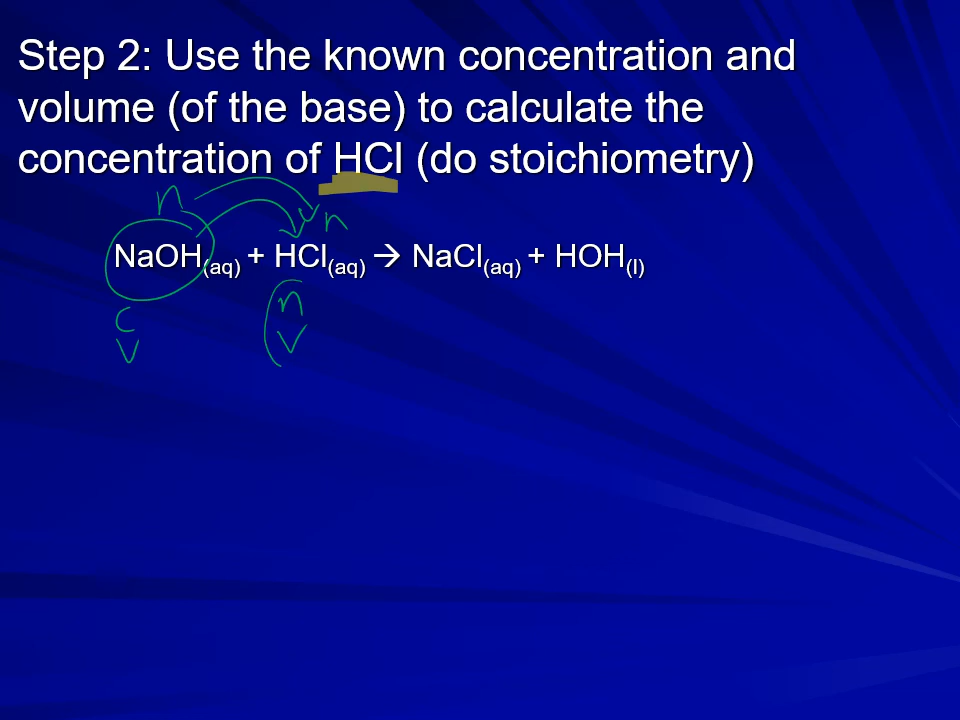 Step 2: Use the known concentration and
volume (of the base) to calculate the
concentration of HCl (do stoichiometry)
n n
NaOH(aq) + HCl(aq) → NaCl(aq) + HOH(l)
c n
V V